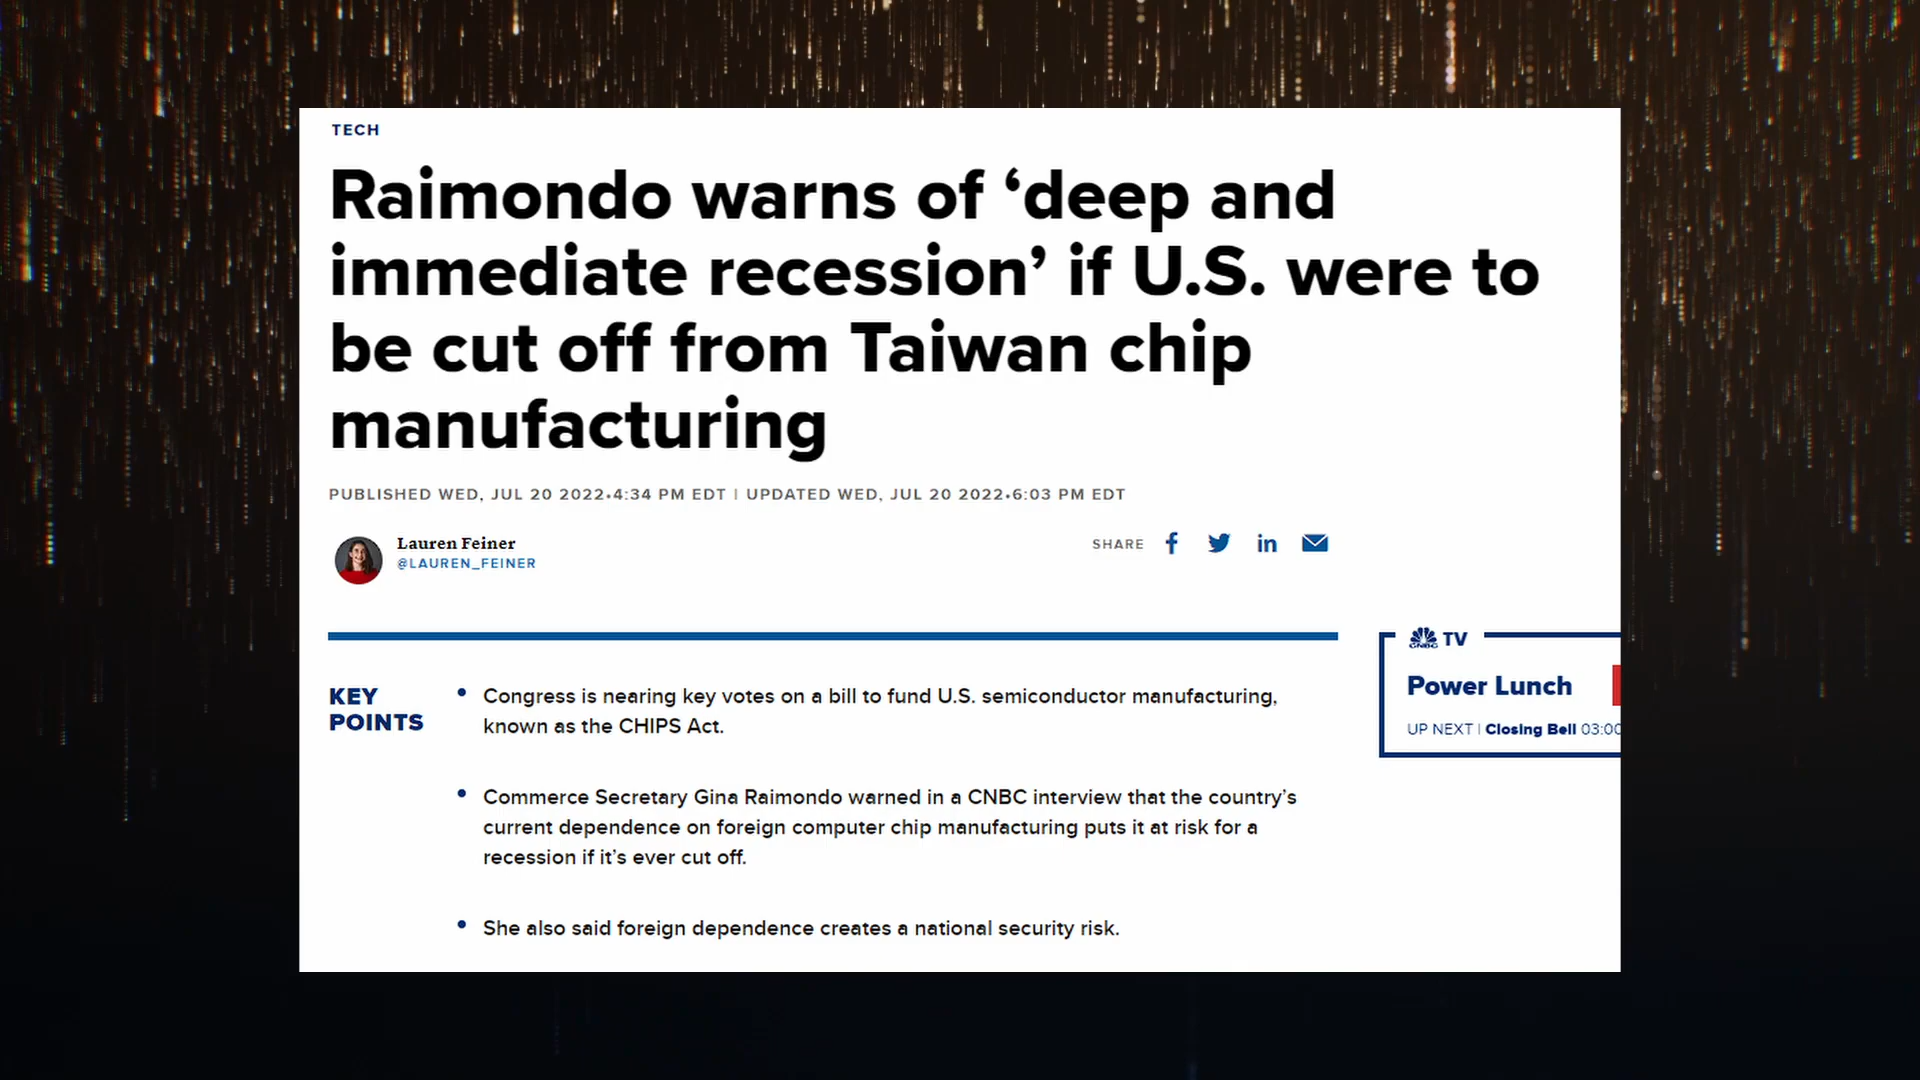 TECH
Raimondo warns of ‘deep and
immediate recession’ if U.S. were to
be cut off from Taiwan chip
manufacturing
PUBLISHED WED, JUL 20 2022•4:34 PM EDT | UPDATED WED, JUL 20 2022•6:03 PM EDT
Lauren Feiner
@LAUREN_FEINER
SHARE
KEY
POINTS
Congress is nearing key votes on a bill to fund U.S. semiconductor manufacturing,
known as the CHIPS Act.
Commerce Secretary Gina Raimondo warned in a CNBC interview that the country’s
current dependence on foreign computer chip manufacturing puts it at risk for a
recession if it’s ever cut off.
She also said foreign dependence creates a national security risk.
CNBC TV
Power Lunch
UP NEXT | Closing Bell 03:00